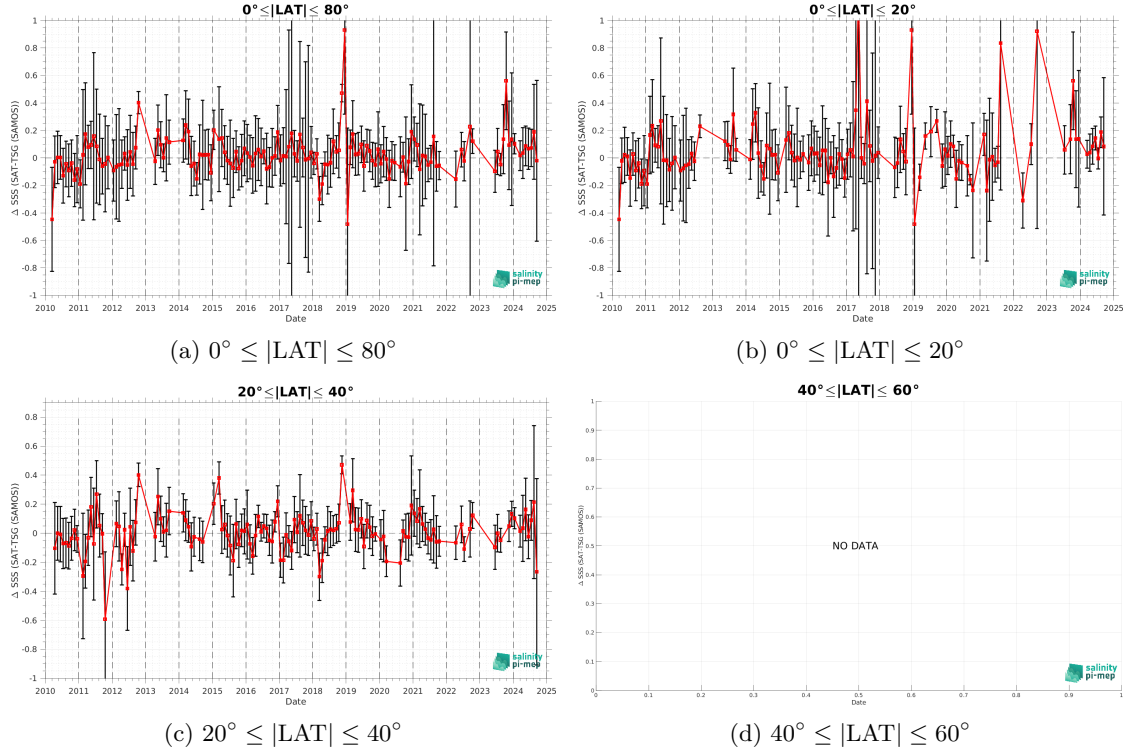 0°≤|LAT|≤ 80°
Δ SSS (SAT-TSG (SAMOS))
1
0.8
0.6
0.4
0.2
0
-0.2
-0.4
-0.6
-0.8
-1
2010 2011 2012 2013 2014 2015 2016 2017 2018 2019 2020 2021 2022 2023 2024 2025
Date
salinity
pi-mep
(a) 0° ≤ |LAT| ≤ 80°
0°≤|LAT|≤ 20°
Δ SSS (SAT-TSG (SAMOS))
1
0.8
0.6
0.4
0.2
0
-0.2
-0.4
-0.6
-0.8
-1
2010 2011 2012 2013 2014 2015 2016 2017 2018 2019 2020 2021 2022 2023 2024 2025
Date
salinity
pi-mep
(b) 0° ≤ |LAT| ≤ 20°
20°≤|LAT|≤ 40°
Δ SSS (SAT-TSG (SAMOS))
0.8
0.6
0.4
0.2
0
-0.2
-0.4
-0.6
-0.8
-1
2010 2011 2012 2013 2014 2015 2016 2017 2018 2019 2020 2021 2022 2023 2024 2025
Date
salinity
pi-mep
(c) 20° ≤ |LAT| ≤ 40°
40°≤|LAT|≤ 60°
Δ SSS (SAT-TSG (SAMOS))
1
0.9
0.8
0.7
0.6
0.5
0.4
0.3
0.2
0.1
0
NO DATA
0 0.1 0.2 0.3 0.4 0.5 0.6 0.7 0.8 0.9 1
Date
salinity
pi-mep
(d) 40° ≤ |LAT| ≤ 60°